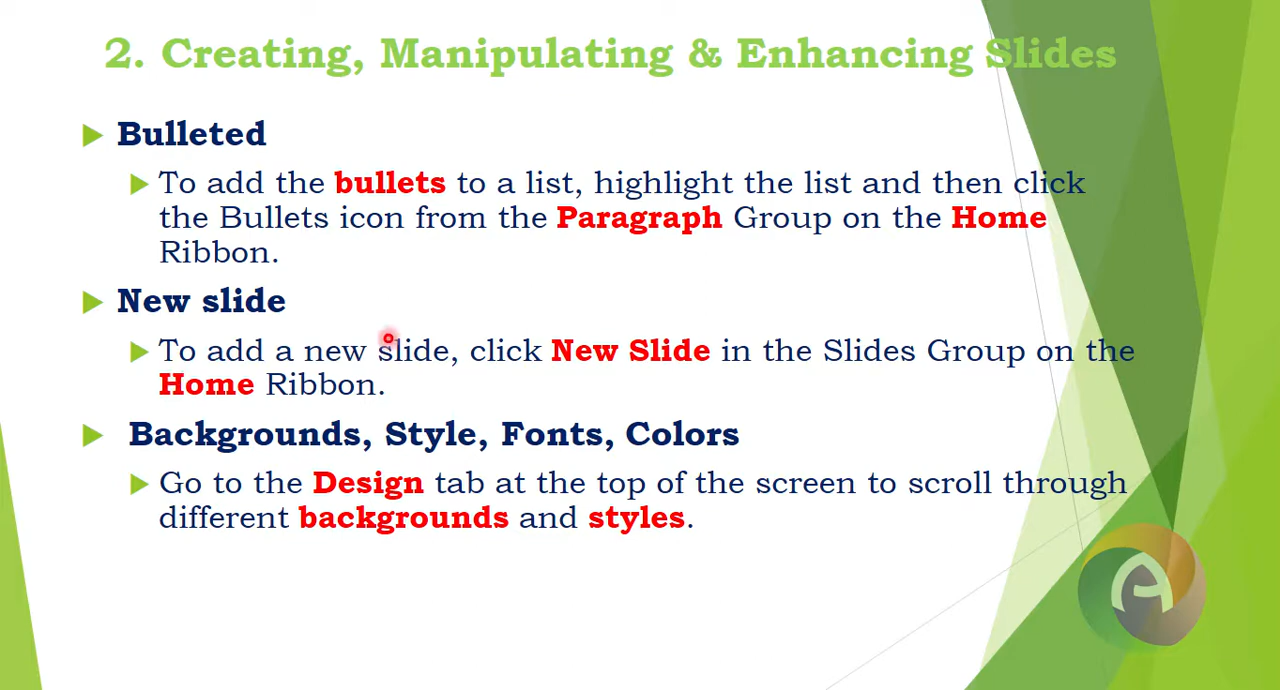 2. Creating, Manipulating & Enhancing Slides
Bulleted
To add the bullets to a list, highlight the list and then click
the Bullets icon from the Paragraph Group on the Home
Ribbon.
New slide
To add a new slide, click New Slide in the Slides Group on the
Home Ribbon.
Backgrounds, Style, Fonts, Colors
Go to the Design tab at the top of the screen to scroll through
different backgrounds and styles.